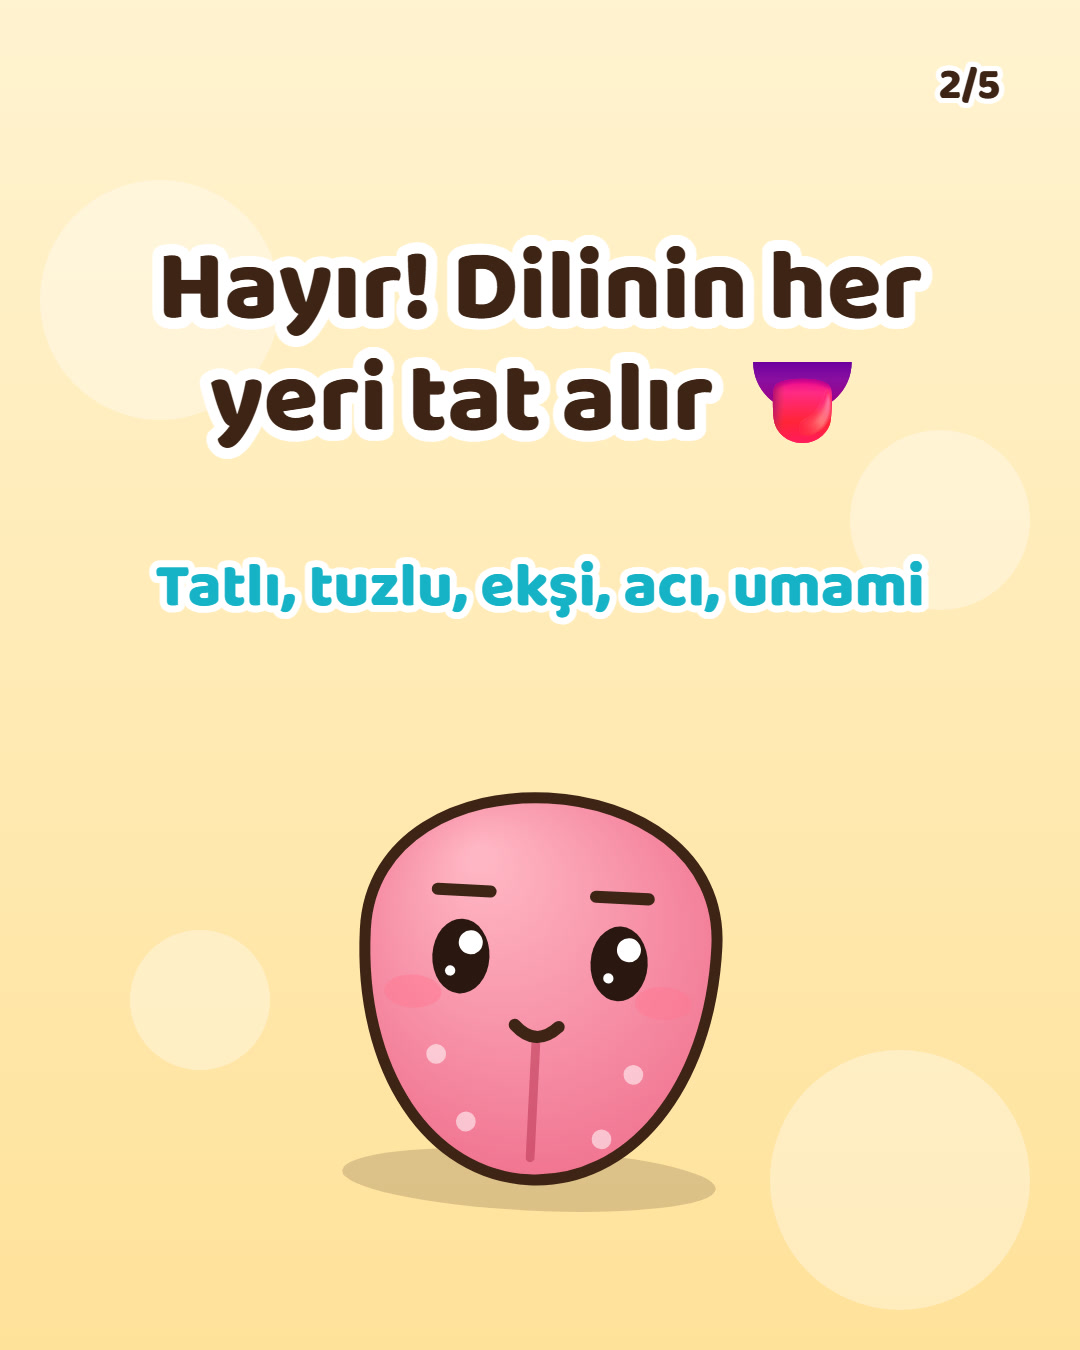 2/5
Hayır! Dilinin her
yeri tat alır 👅
Tatlı, tuzlu, ekşi, acı, umami